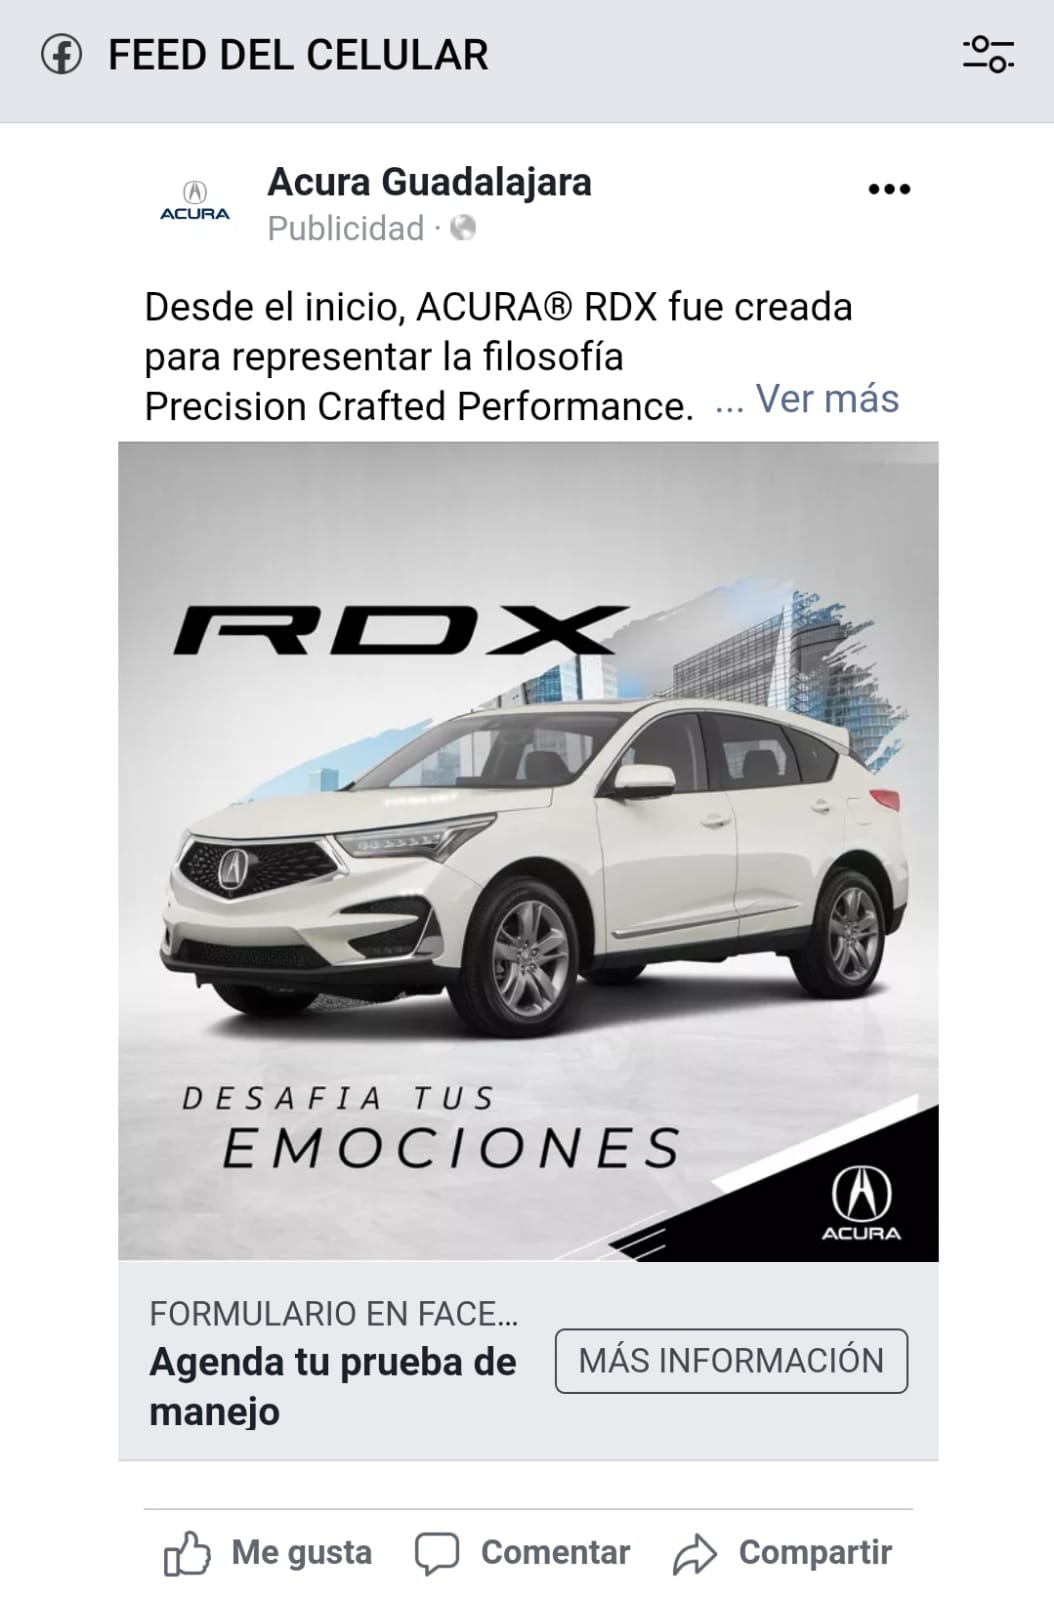 FEED DEL CELULAR
Acura Guadalajara
ACURA
Publicidad ·
Desde el inicio, ACURA® RDX fue creada
para representar la filosofía
Precision Crafted Performance. ... Ver más
RDX
DESAFIA TUS
EMOCIONES
ACURA
FORMULARIO EN FACE...
Agenda tu prueba de
manejo
MÁS INFORMACIÓN
Me gusta
Comentar
Compartir